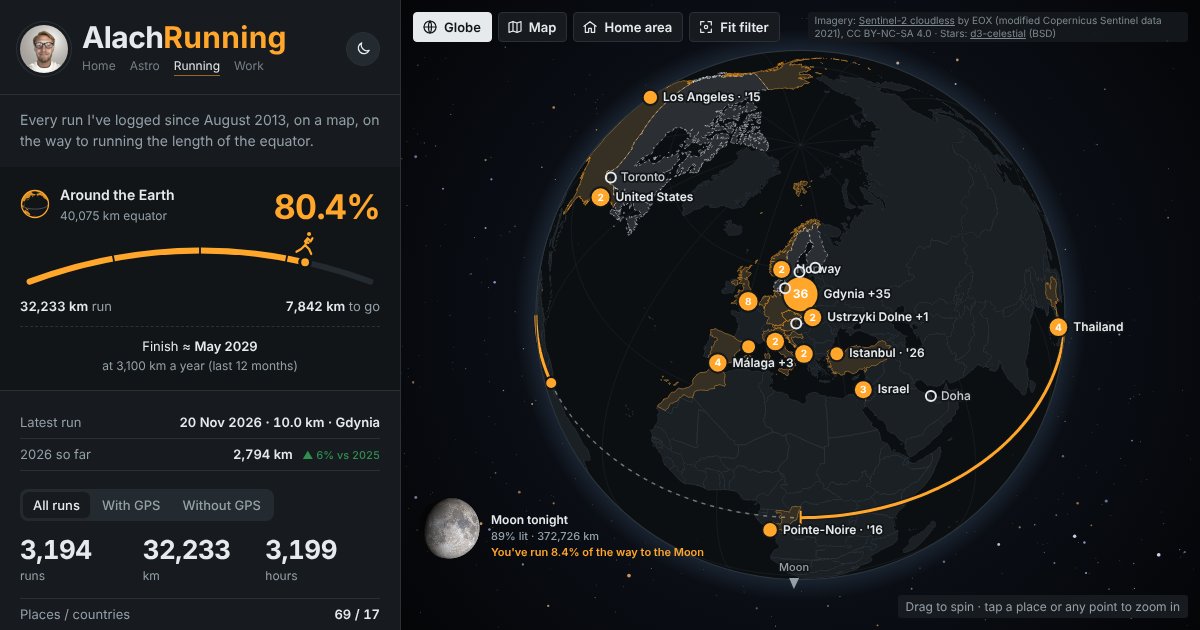 AlachRunning
Home Astro Running Work
Every run I've logged since August 2013, on a map, on
the way to running the length of the equator.
Around the Earth
40,075 km equator
80.4%
32,233 km run
7,842 km to go
Finish ≈ May 2029
at 3,100 km a year (last 12 months)
Latest run
20 Nov 2026 · 10.0 km · Gdynia
2026 so far
2,794 km ▲ 6% vs 2025
All runs With GPS Without GPS
3,194 32,233 3,199
runs km hours
Places / countries
69 / 17
Globe Map Home area Fit filter
Imagery: Sentinel-2 cloudless by EOX (modified Copernicus Sentinel data
2021), CC BY-NC-SA 4.0 · Stars: d3-celestial (BSD)
Los Angeles · '15
Toronto
2 United States
2 Norway
36 Gdynia +35
8
2 Ustrzyki Dolne +1
4 Thailand
2
2
Istanbul · '26
4 Málaga +3
3 Israel
Doha
Pointe-Noire · '16
Moon
Moon tonight
89% lit · 372,726 km
You've run 8.4% of the way to the Moon
Drag to spin · tap a place or any point to zoom in